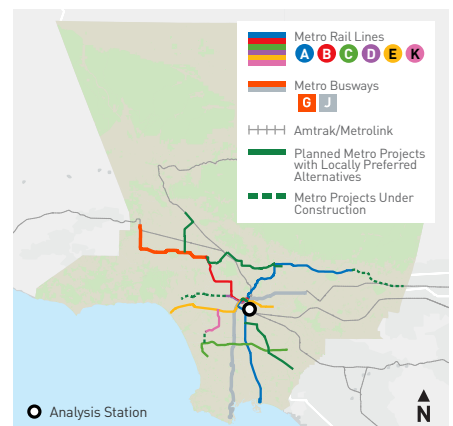 Metro Rail Lines
A B C D E K
Metro Busways
G J
Amtrak/Metrolink
Planned Metro Projects
with Locally Preferred
Alternatives
Metro Projects Under
Construction
Analysis Station
N